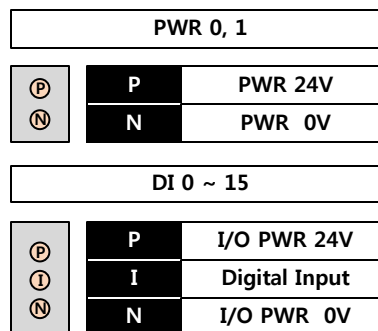 PWR 0, 1
P P PWR 24V
N N PWR 0V
DI 0 ~ 15
P P I/O PWR 24V
I I Digital Input
N N I/O PWR 0V